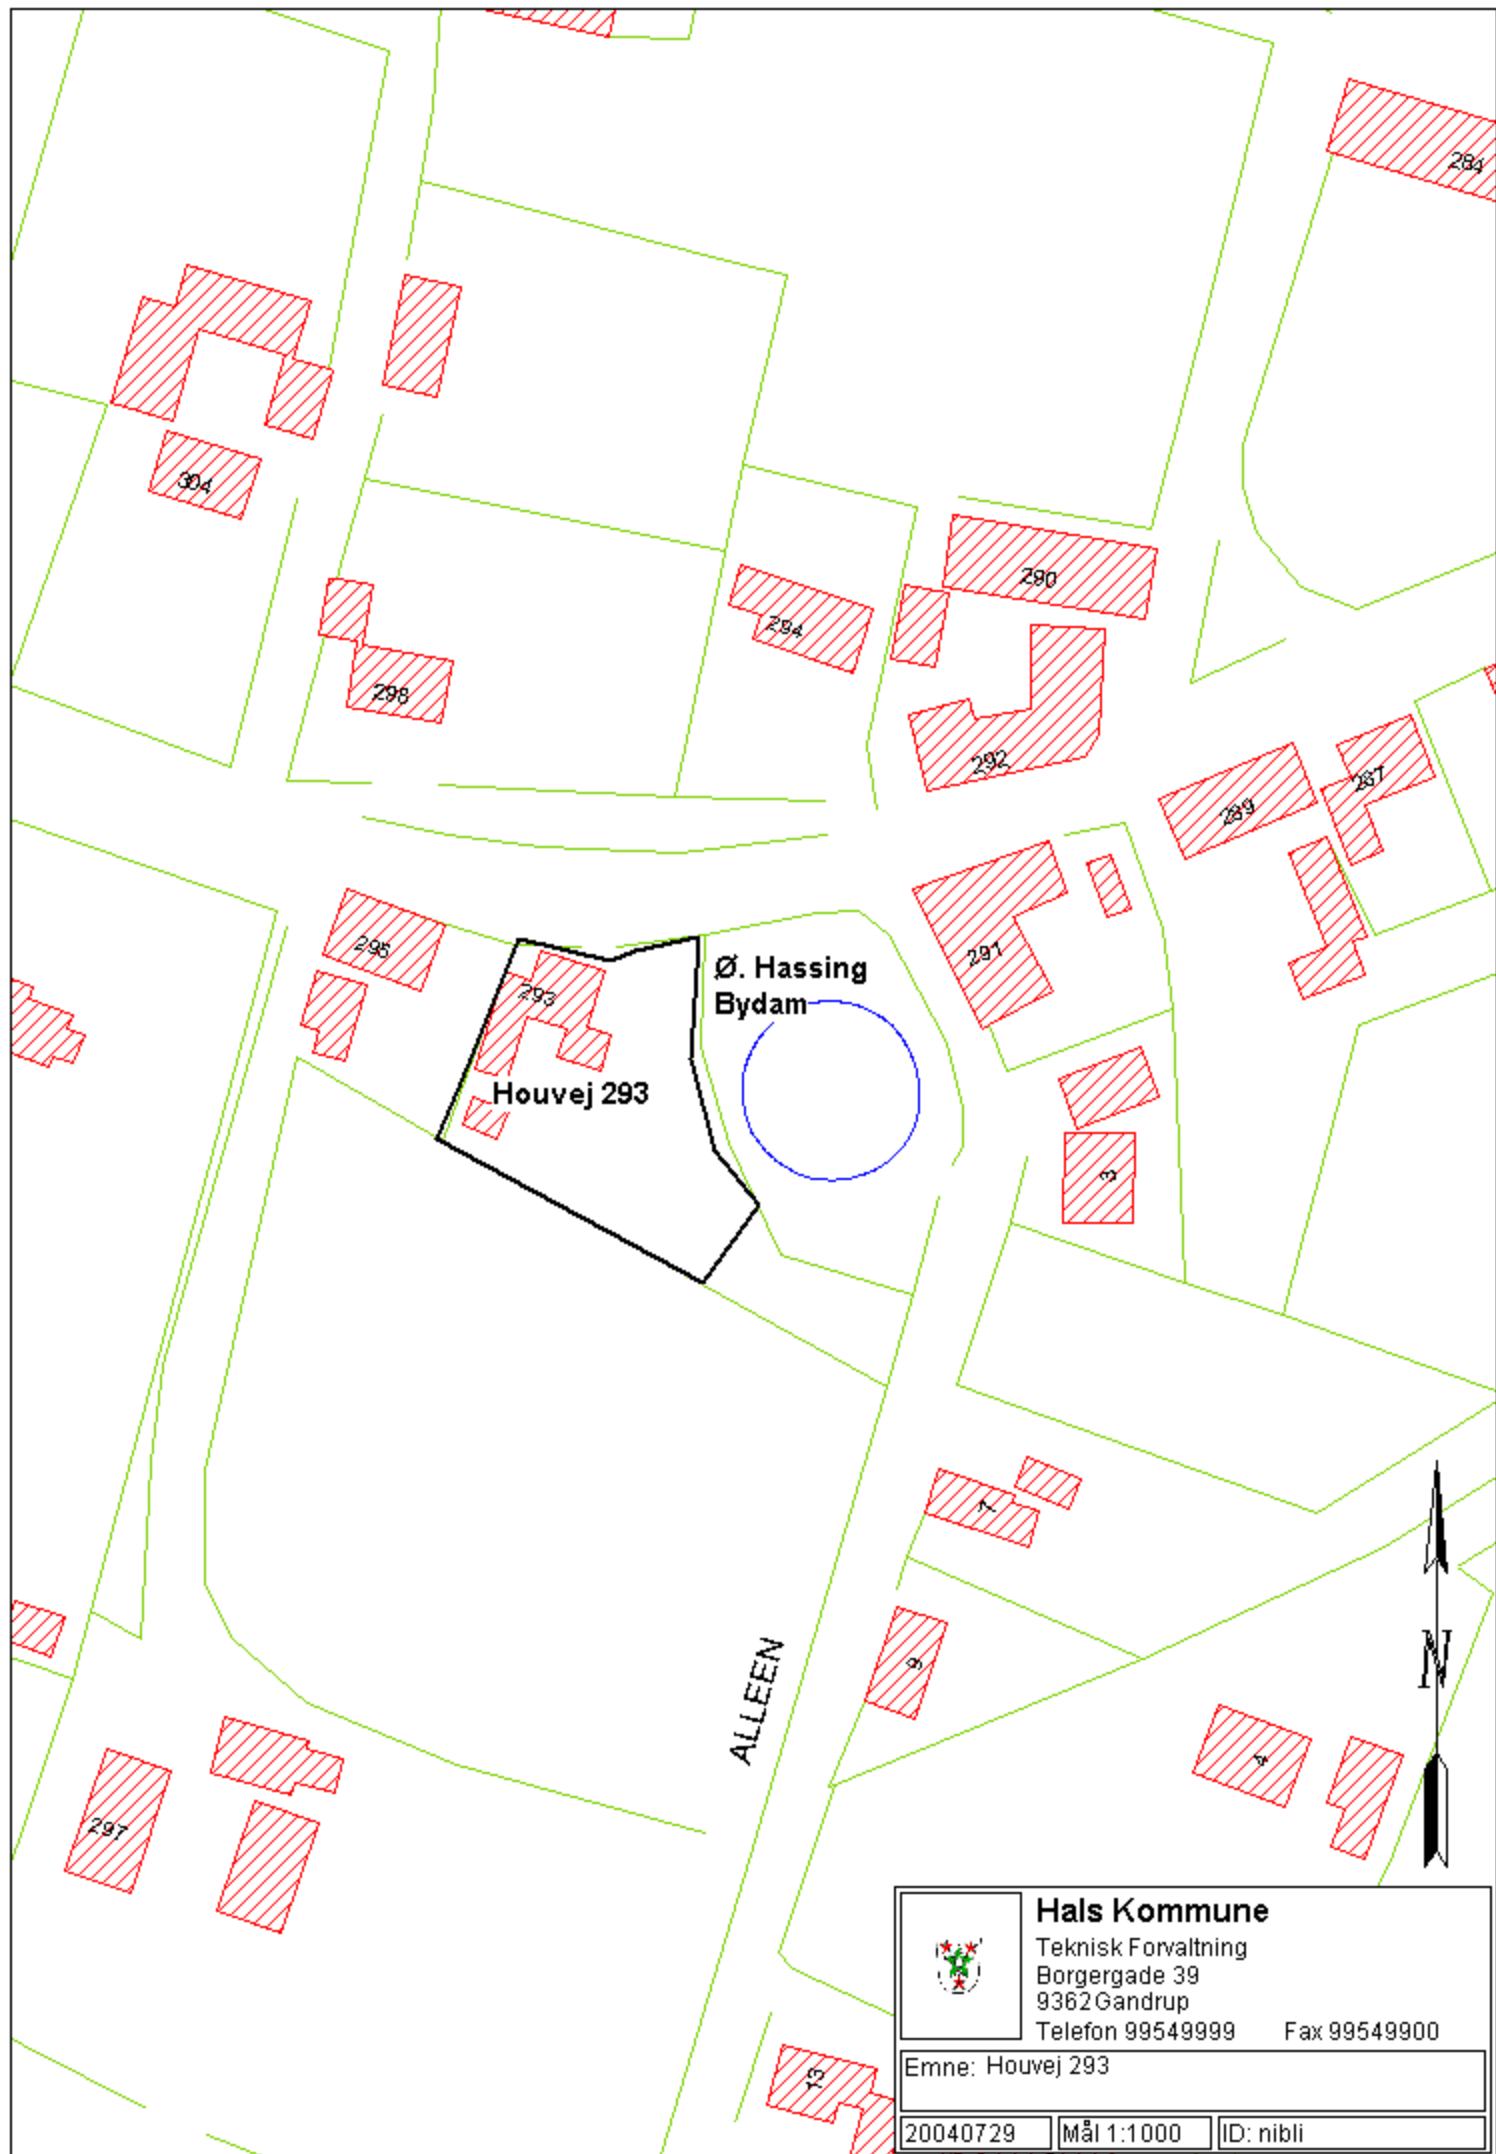 284
304
290
294
298
292
287
289
295
291
293
Ø. Hassing
Bydam
Houvej 293
3
7
9
ALLEEN
4
N
297
13
Hals Kommune
Teknisk Forvaltning
Borgergade 39
9362 Gandrup
Telefon 99549999 Fax 99549900
Emne: Houvej 293
20040729 Mål 1:1000 ID: nibli